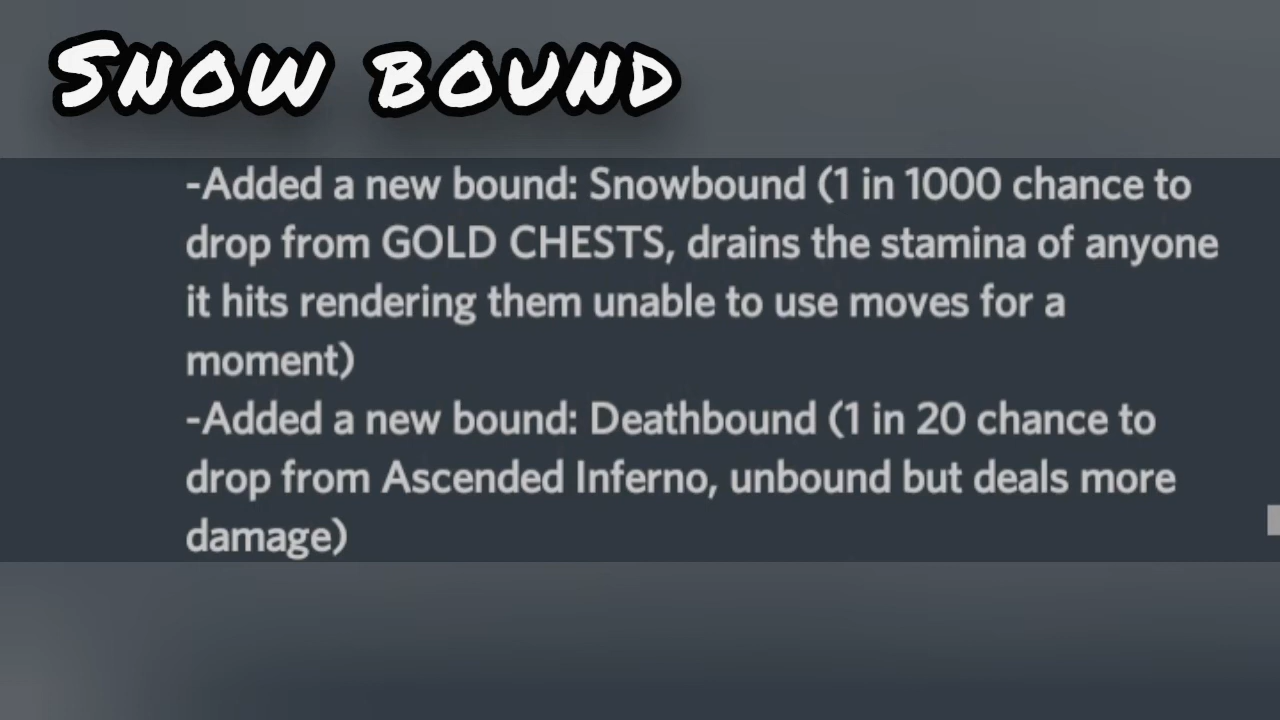 Snow bound
-Added a new bound: Snowbound (1 in 1000 chance to
drop from GOLD CHESTS, drains the stamina of anyone
it hits rendering them unable to use moves for a
moment)
-Added a new bound: Deathbound (1 in 20 chance to
drop from Ascended Inferno, unbound but deals more
damage)